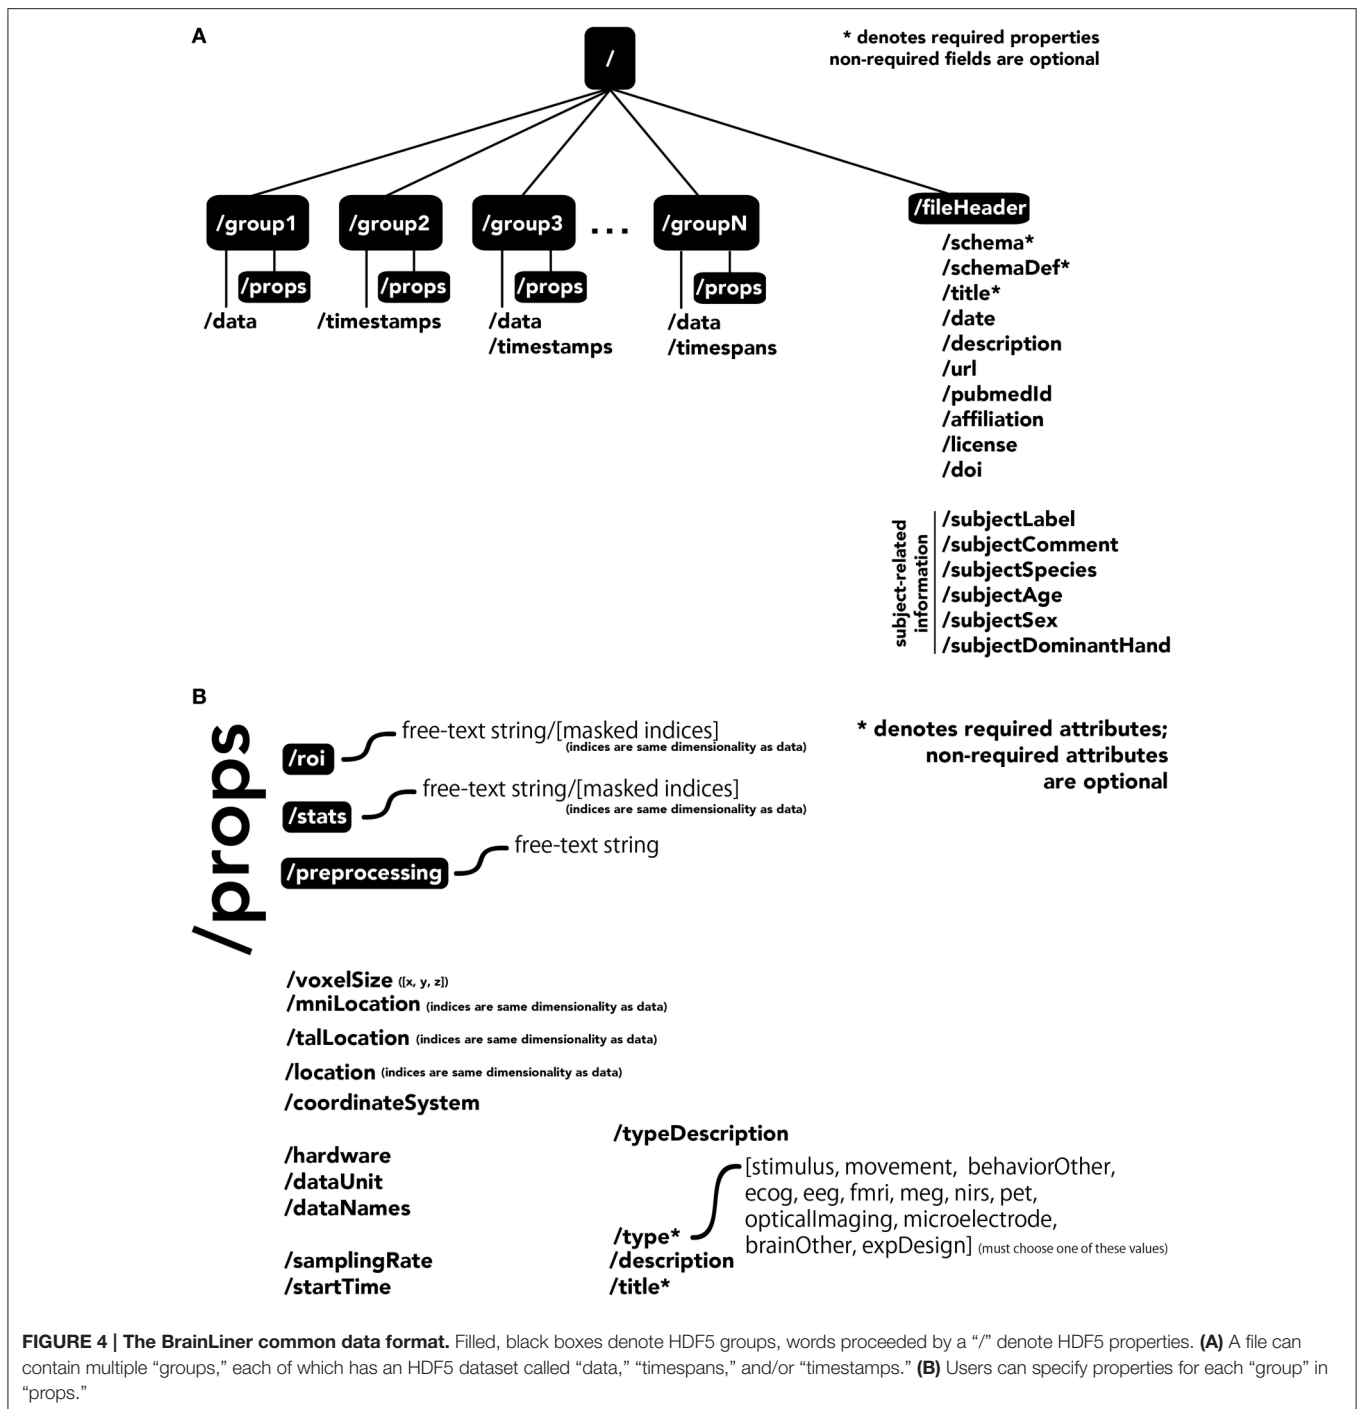 A
* denotes required properties
non-required fields are optional
/
/group1
/group2
/group3
...
/groupN
/fileHeader
/props
/props
/props
/props
/data
/timestamps
/data
/timestamps
/data
/timespans
/schema*
/schemaDef*
/title*
/date
/description
/url
/pubmedId
/affiliation
/license
/doi
subject-related
information
/subjectLabel
/subjectComment
/subjectSpecies
/subjectAge
/subjectSex
/subjectDominantHand
B
/props
* denotes required attributes;
non-required attributes
are optional
/roi
free-text string/[masked indices]
(indices are same dimensionality as data)
/stats
free-text string/[masked indices]
(indices are same dimensionality as data)
/preprocessing
free-text string
/voxelSize ([x, y, z])
/mniLocation (indices are same dimensionality as data)
/talLocation (indices are same dimensionality as data)
/location (indices are same dimensionality as data)
/coordinateSystem
/hardware
/dataUnit
/dataNames
/samplingRate
/startTime
/typeDescription
[stimulus, movement, behaviorOther,
ecog, eeg, fmri, meg, nirs, pet,
opticalImaging, microelectrode,
brainOther, expDesign] (must choose one of these values)
/type*
/description
/title*
FIGURE 4 | The BrainLiner common data format. Filled, black boxes denote HDF5 groups, words proceeded by a “/” denote HDF5 properties. (A) A file can
contain multiple “groups,” each of which has an HDF5 dataset called “data,” “timespans,” and/or “timestamps.” (B) Users can specify properties for each “group” in
“props.”